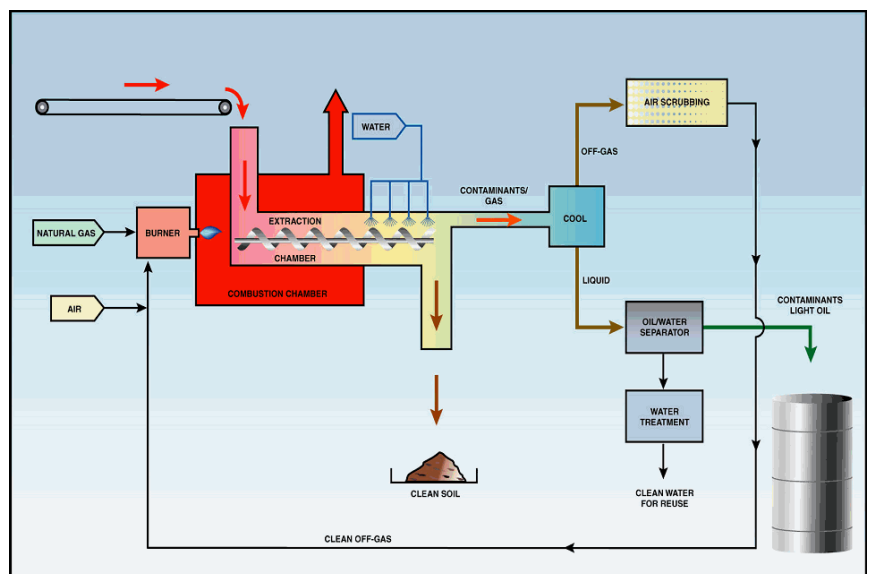 AIR SCRUBBING
WATER
OFF-GAS
CONTAMINANTS/
GAS
EXTRACTION
COOL
NATURAL GAS
BURNER
CHAMBER
LIQUID
COMBUSTION CHAMBER
AIR
CONTAMINANTS
LIGHT OIL
OIL/WATER
SEPARATOR
WATER
TREATMENT
CLEAN SOIL
CLEAN WATER
FOR REUSE
CLEAN OFF-GAS